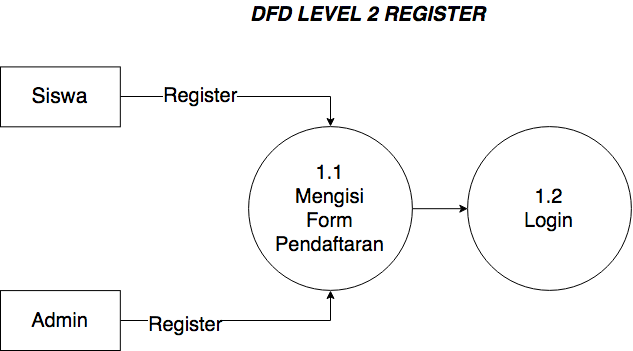 DFD LEVEL 2 REGISTER
Siswa
Register
1.1
Mengisi
Form
Pendaftaran
1.2
Login
Admin
Register